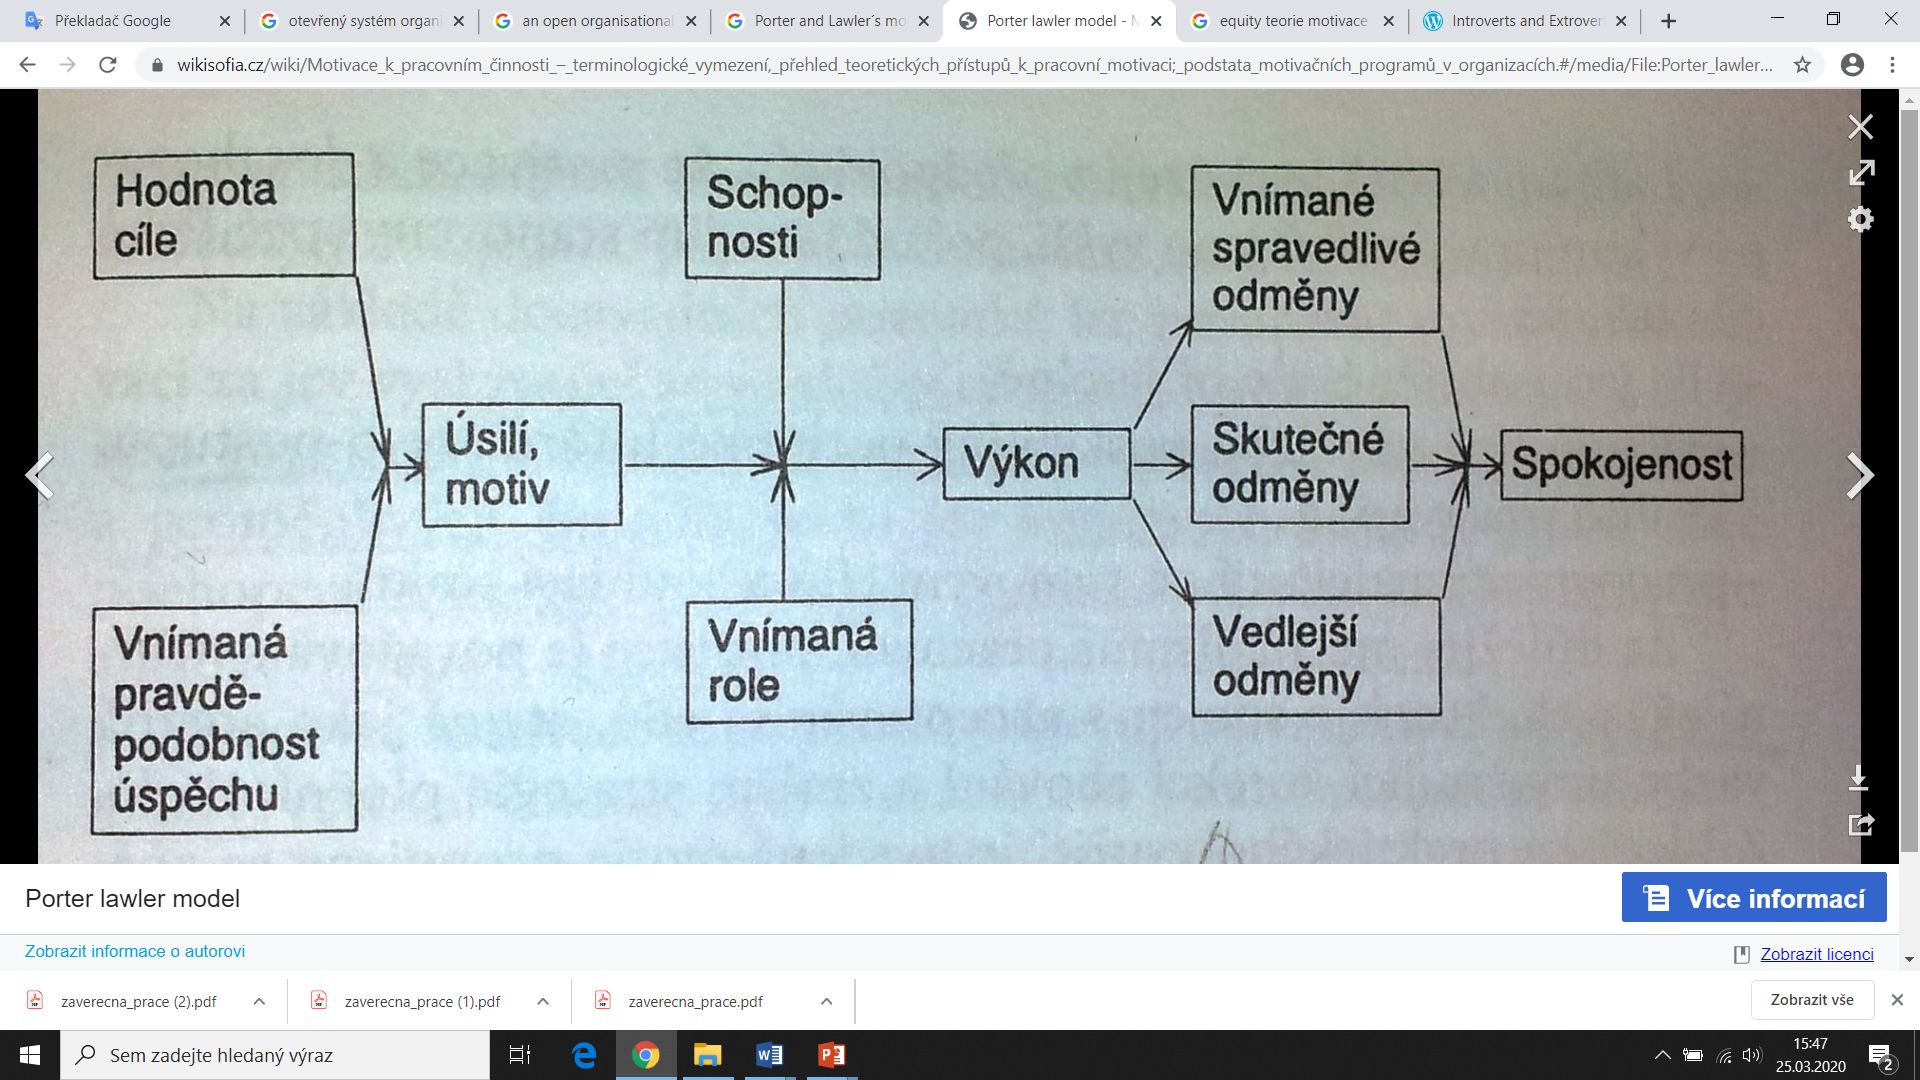 Překladač Google
otevřený systém organi
an open organisational
Porter and Lawler´s mo
Porter lawler model - M
equity teorie motivace
Introverts and Extrover
wikisofia.cz/wiki/Motivace_k_pracovním_činnosti_–_terminologické_vymezení,_přehled_teoretických_přístupů_k_pracovní_motivaci;_podstata_motivačních_programů_v_organizacích.#/media/File:Porter_lawler...
Hodnota
cíle
Schop-
nosti
Vnímané
spravedlivé
odměny
Úsilí,
motiv
Výkon
Skutečné
odměny
Spokojenost
Vnímaná
pravdě-
podobnost
úspěchu
Vnímaná
role
Vedlejší
odměny
Porter lawler model
Více informací
Zobrazit informace o autorovi
Zobrazit licenci
zaverecna_prace (2).pdf
zaverecna_prace (1).pdf
zaverecna_prace.pdf
Zobrazit vše
Sem zadejte hledaný výraz
15:47
25.03.2020
2